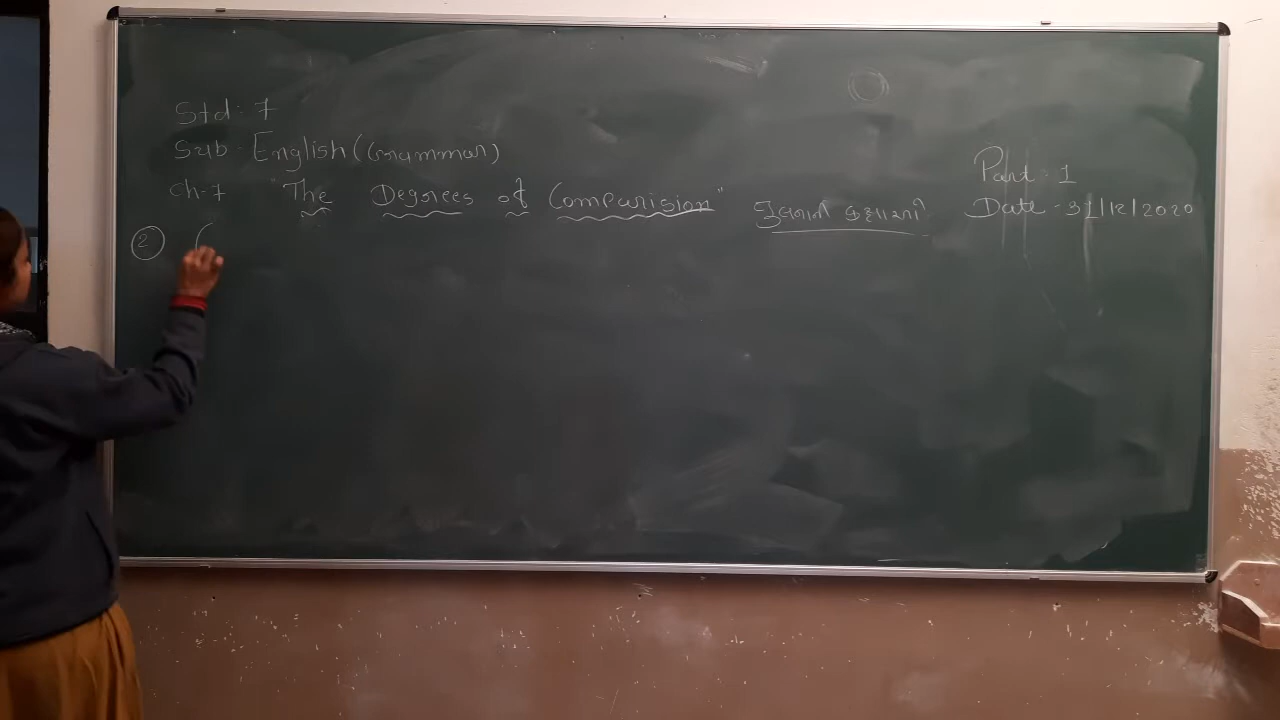 Std : 7
Sub - English (Grammar)
Part : 1
Ch-7 "The Degrees of Comparision" તુલના કક્ષાઓ Date - 31/12/2020
2 (